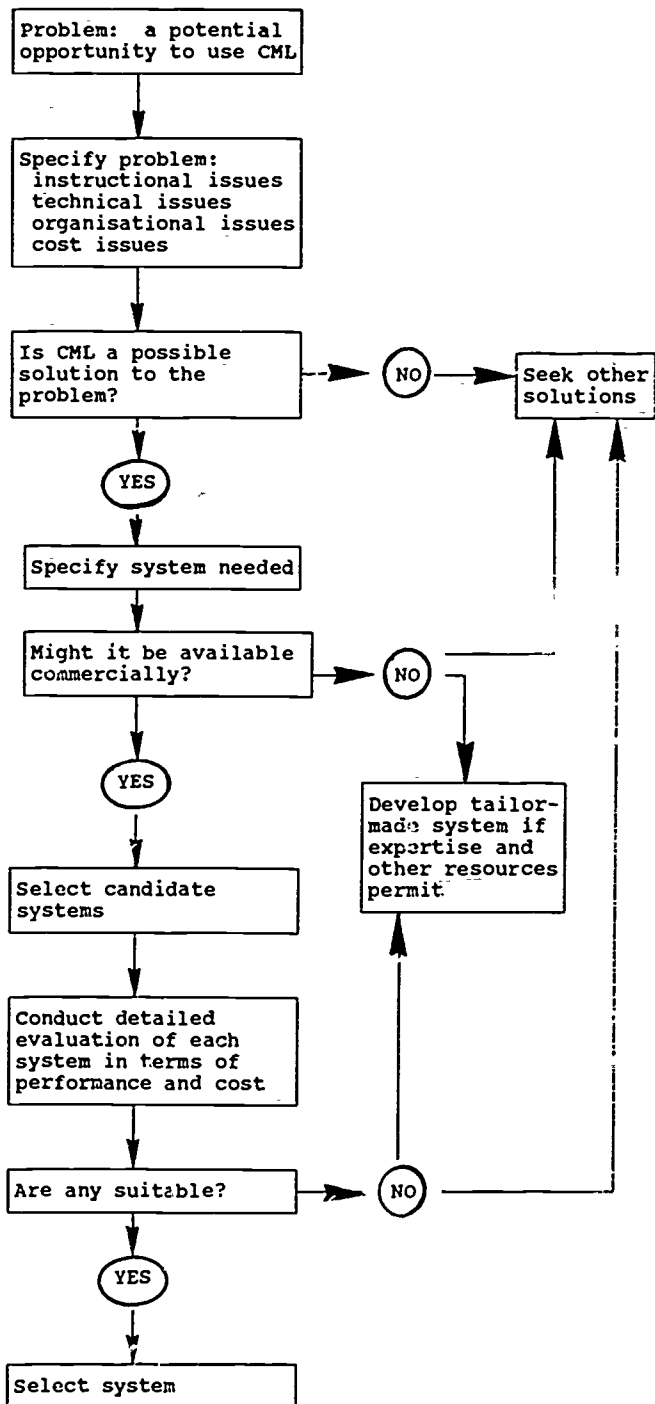 Problem: a potential
opportunity to use CML
Specify problem:
instructional issues
technical issues
organisational issues
cost issues
Is CML a possible
solution to the
problem?
NO
Seek other
solutions
YES
Specify system needed
Might it be available
commercially?
NO
YES
Develop tailor-
made system if
expertise and
other resources
permit.
Select candidate
systems
Conduct detailed
evaluation of each
system in terms of
performance and cost
Are any suitable?
NO
YES
Select system